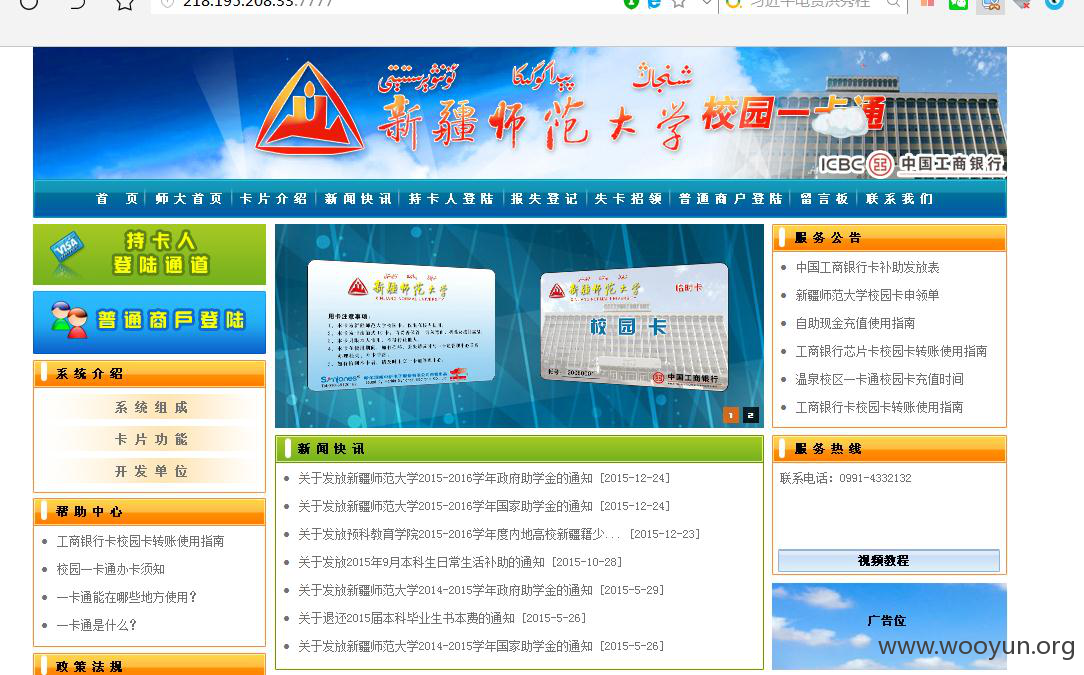 218.195.208.33:7777
شىنجاڭ پېداگوگىكا ئۇنىۋېرسىتېتى
新疆师范大学校园一卡通
ICBC 中国工商银行
首 页 师大首页 卡片介绍 新闻快讯 持卡人登陆 报失登记 失卡招领 普通商户登陆 留言板 联系我们
VISA
持卡人
登陆通道
普通商戶登陆
系统介绍
系统组成
卡片功能
开发单位
帮助中心
工商银行卡校园卡转账使用指南
校园一卡通办卡须知
一卡通能在哪些地方使用?
一卡通是什么?
政策法规
新疆师范大学
用卡注意事项:
新疆师范大学
临时卡
校园卡
中国工商银行
1 2
新闻快讯
关于发放新疆师范大学2015-2016学年政府助学金的通知 [2015-12-24]
关于发放新疆师范大学2015-2016学年国家助学金的通知 [2015-12-24]
关于发放预科教育学院2015-2016学年度内地高校新疆籍少... [2015-12-23]
关于发放2015年9月本科生日常生活补助的通知 [2015-10-28]
关于发放新疆师范大学2014-2015学年政府助学金的通知 [2015-5-29]
关于退还2015届本科毕业生书本费的通知 [2015-5-26]
关于发放新疆师范大学2014-2015学年国家助学金的通知 [2015-5-26]
服务公告
中国工商银行卡补助发放表
新疆师范大学校园卡申领单
自助现金充值使用指南
工商银行芯片卡校园卡转账使用指南
温泉校区一卡通校园卡充值时间
工商银行卡校园卡转账使用指南
服务热线
联系电话：0991-4332132
视频教程
广告位
www.wooyun.org